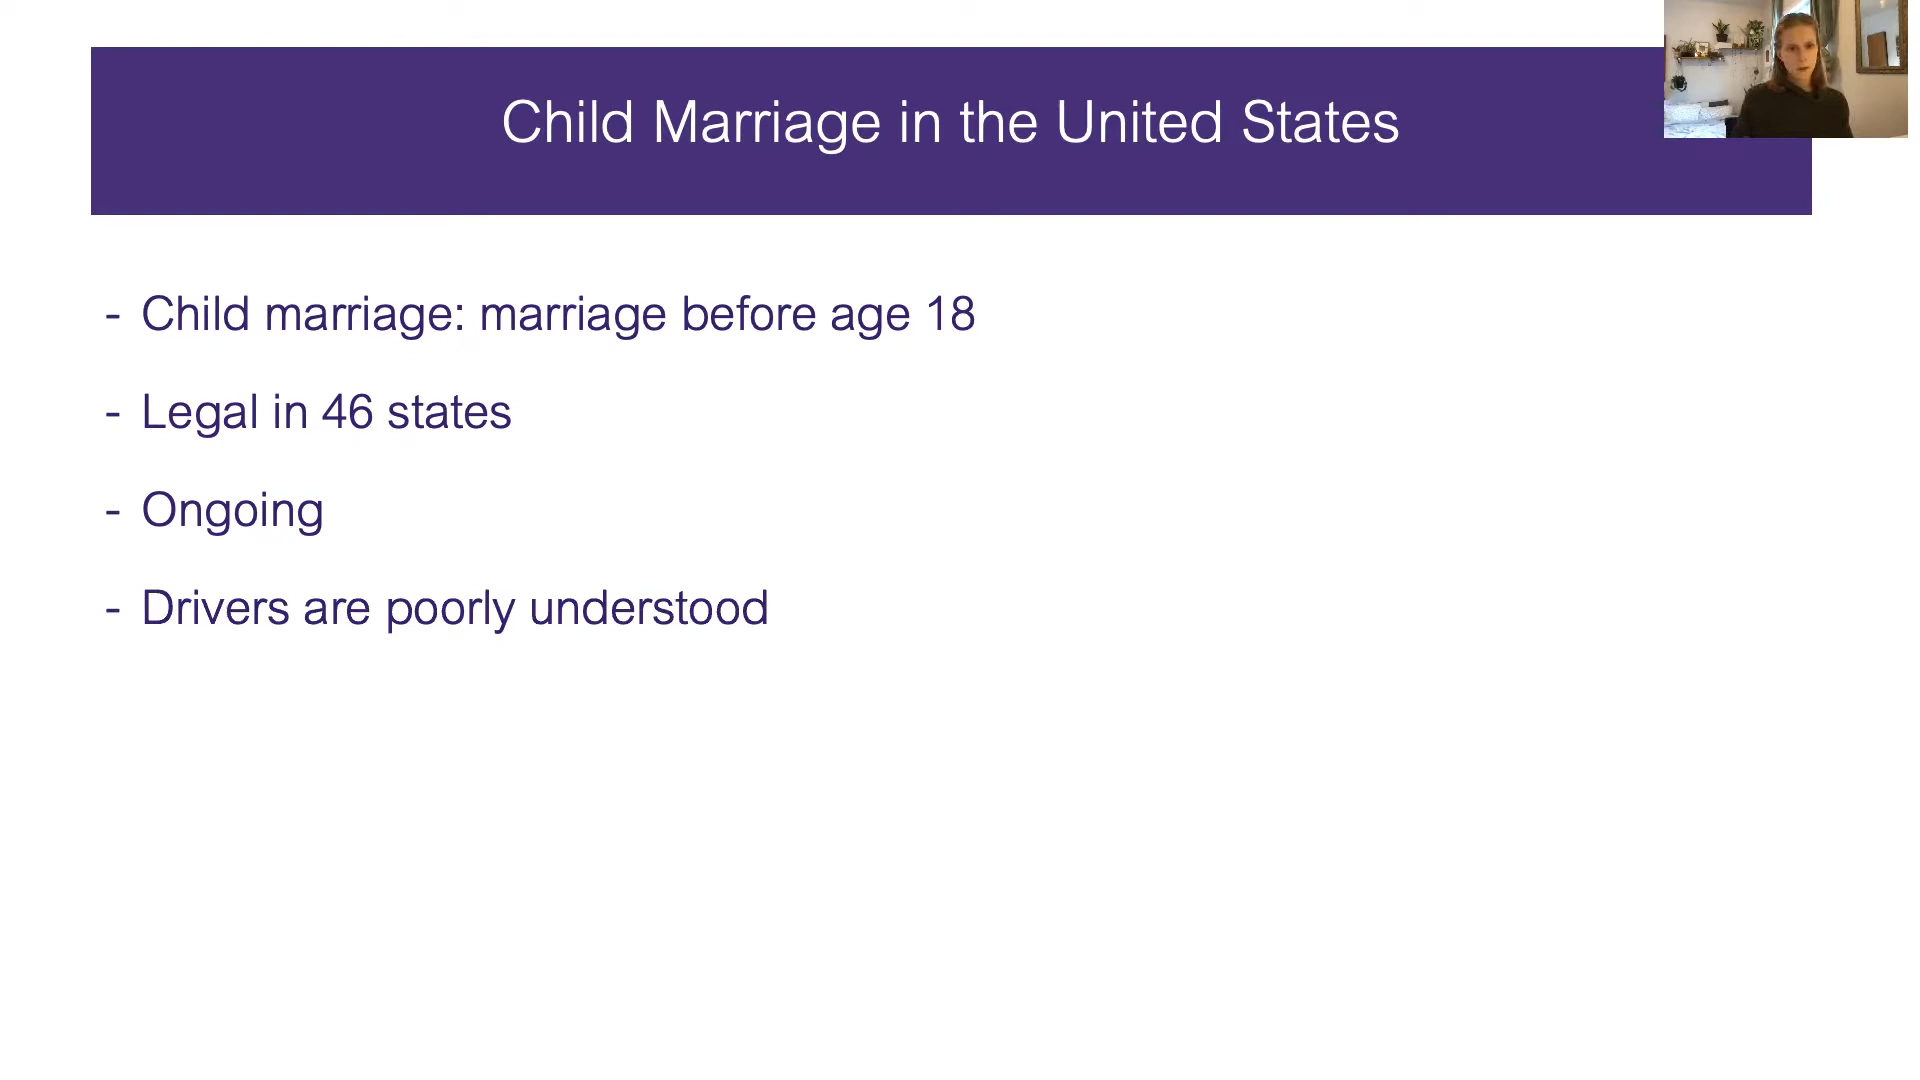 Child Marriage in the United States
- Child marriage: marriage before age 18
- Legal in 46 states
- Ongoing
- Drivers are poorly understood